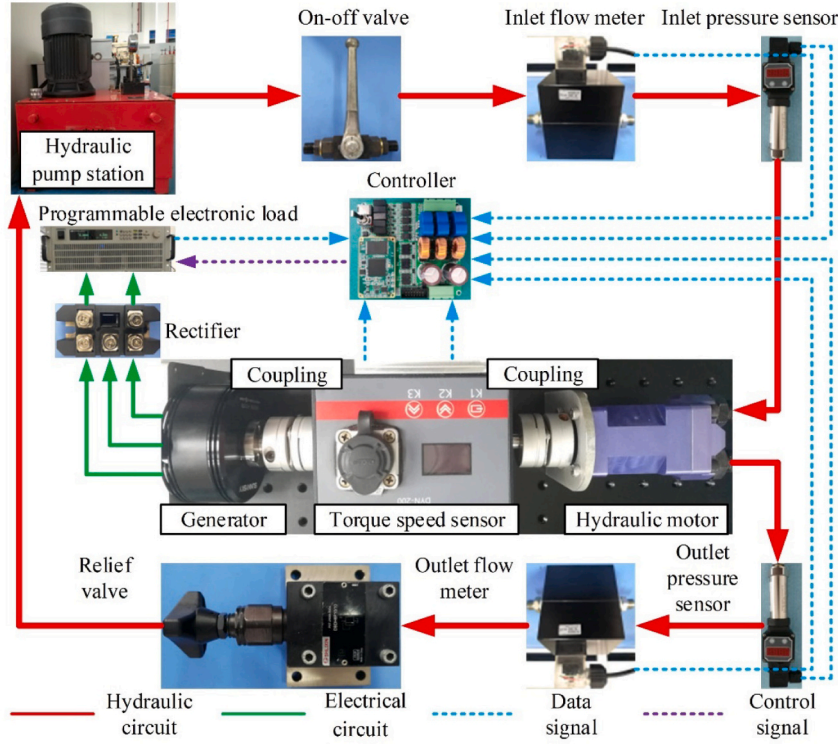 On-off valve
Inlet flow meter
Inlet pressure sensor
Hydraulic
pump station
Controller
Programmable electronic load
Rectifier
Coupling
Coupling
K3
K2
K1
DYN-200
Generator
Torque speed sensor
Hydraulic motor
Relief
valve
Outlet flow
meter
Outlet
pressure
sensor
Hydraulic
circuit
Electrical
circuit
Data
signal
Control
signal